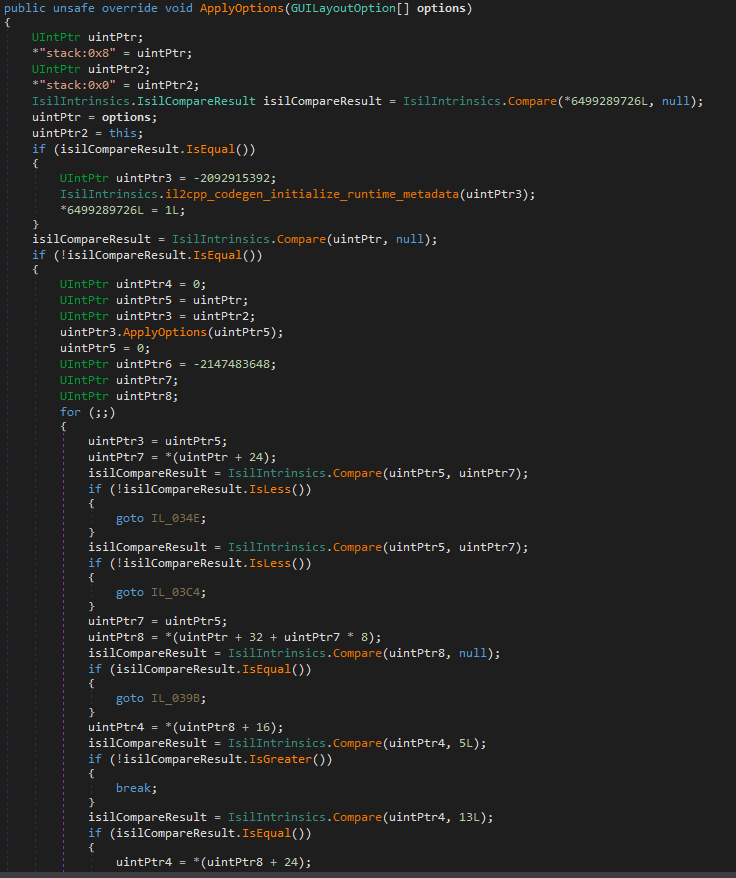 public unsafe override void ApplyOptions(GUILayoutOption[] options)
{
UIntPtr uintPtr;
*"stack:0x8" = uintPtr;
UIntPtr uintPtr2;
*"stack:0x0" = uintPtr2;
IsilIntrinsics.IsilCompareResult isilCompareResult = IsilIntrinsics.Compare(*6499289726L, null);
uintPtr = options;
uintPtr2 = this;
if (isilCompareResult.IsEqual())
{
UIntPtr uintPtr3 = -2092915392;
IsilIntrinsics.il2cpp_codegen_initialize_runtime_metadata(uintPtr3);
*6499289726L = 1L;
}
isilCompareResult = IsilIntrinsics.Compare(uintPtr, null);
if (!isilCompareResult.IsEqual())
{
UIntPtr uintPtr4 = 0;
UIntPtr uintPtr5 = uintPtr;
UIntPtr uintPtr3 = uintPtr2;
uintPtr3.ApplyOptions(uintPtr5);
uintPtr5 = 0;
UIntPtr uintPtr6 = -2147483648;
UIntPtr uintPtr7;
UIntPtr uintPtr8;
for (;;)
{
uintPtr3 = uintPtr5;
uintPtr7 = *(uintPtr + 24);
isilCompareResult = IsilIntrinsics.Compare(uintPtr5, uintPtr7);
if (!isilCompareResult.IsLess())
{
goto IL_034E;
}
isilCompareResult = IsilIntrinsics.Compare(uintPtr5, uintPtr7);
if (!isilCompareResult.IsLess())
{
goto IL_03C4;
}
uintPtr7 = uintPtr5;
uintPtr8 = *(uintPtr + 32 + uintPtr7 * 8);
isilCompareResult = IsilIntrinsics.Compare(uintPtr8, null);
if (isilCompareResult.IsEqual())
{
goto IL_039B;
}
uintPtr4 = *(uintPtr8 + 16);
isilCompareResult = IsilIntrinsics.Compare(uintPtr4, 5L);
if (!isilCompareResult.IsGreater())
{
break;
}
isilCompareResult = IsilIntrinsics.Compare(uintPtr4, 13L);
if (isilCompareResult.IsEqual())
{
uintPtr4 = *(uintPtr8 + 24);